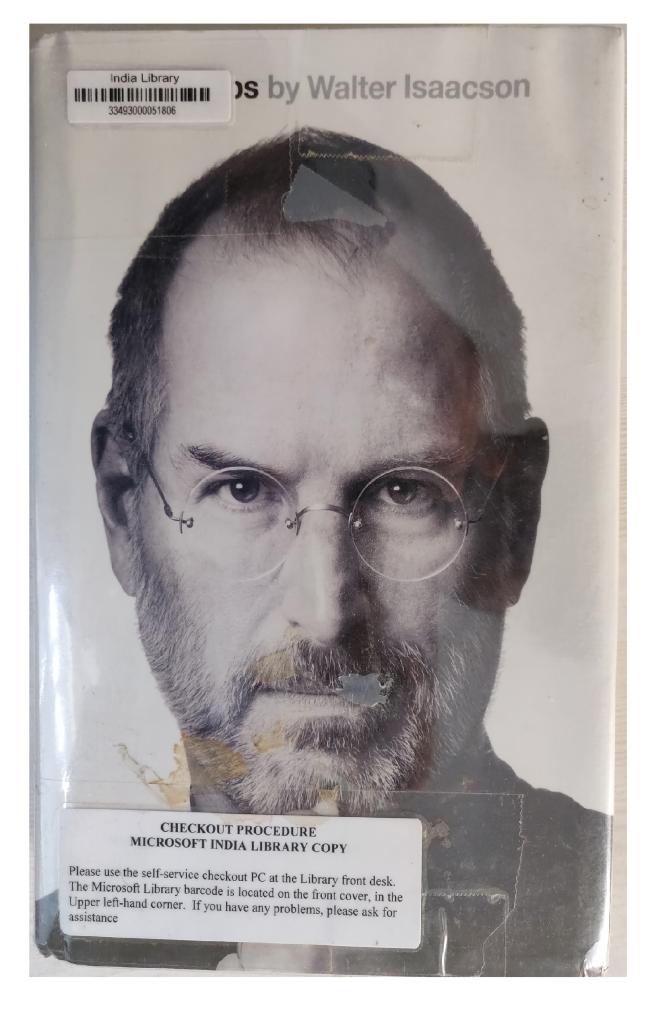 India Library
33493000051806
by Walter Isaacson
CHECKOUT PROCEDURE
MICROSOFT INDIA LIBRARY COPY
Please use the self-service checkout PC at the Library front desk.
The Microsoft Library barcode is located on the front cover, in the
Upper left-hand corner. If you have any problems, please ask for
assistance